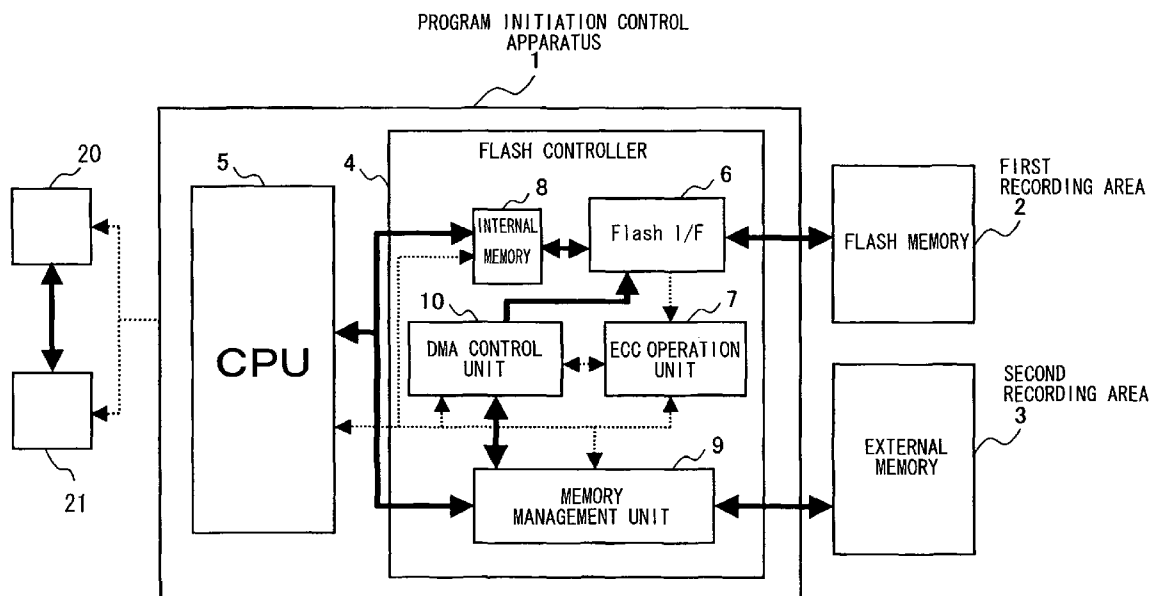 PROGRAM INITIATION CONTROL
APPARATUS
1
20
21
5
CPU
4
FLASH CONTROLLER
8
INTERNAL
MEMORY
6
Flash I/F
10
DMA CONTROL
UNIT
7
ECC OPERATION
UNIT
9
MEMORY
MANAGEMENT UNIT
FIRST
RECORDING AREA
2
FLASH MEMORY
SECOND
RECORDING AREA
3
EXTERNAL
MEMORY